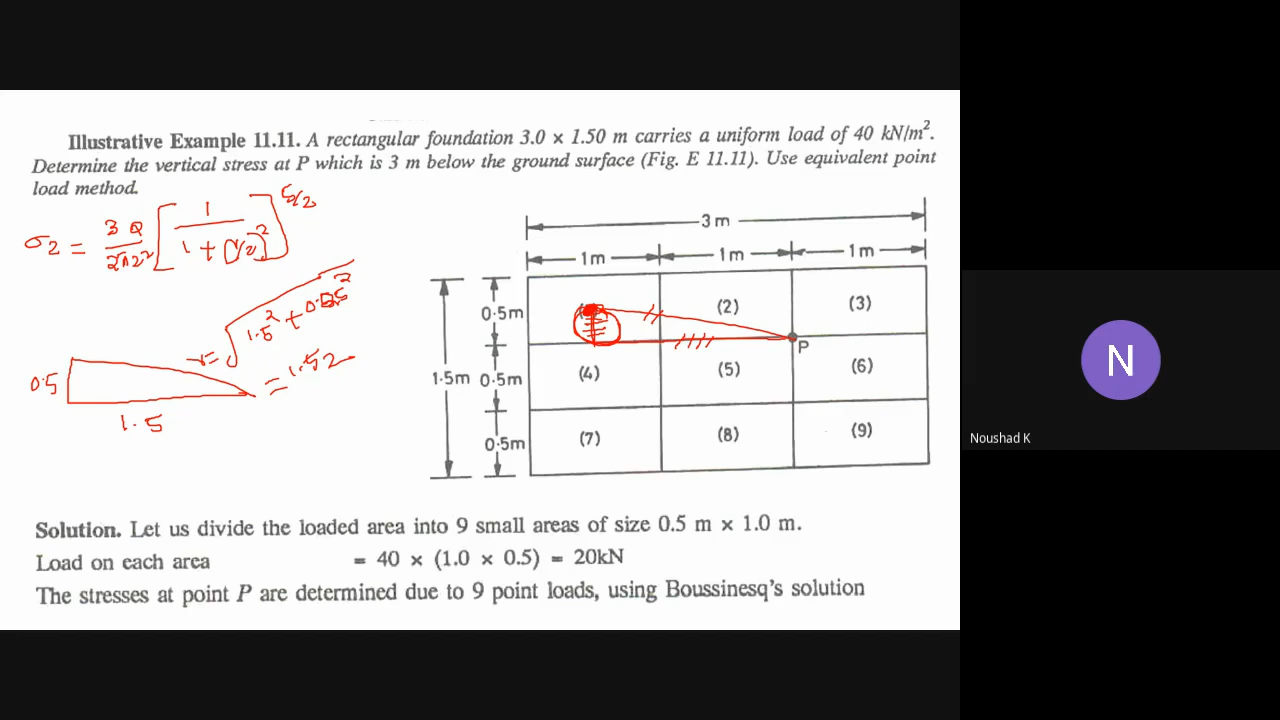 Illustrative Example 11.11. A rectangular foundation 3.0 × 1.50 m carries a uniform load of 40 kN/m².
Determine the vertical stress at P which is 3 m below the ground surface (Fig. E 11.11). Use equivalent point
load method.
σz = 3Q/2πz² [1/1+(r/z)²]^5/2
r = √1.5² + 0.25²
= 1.52
0.5
1.5
3 m
1m 1m 1m
0.5m (2) (3)
P
1.5m 0.5m (4) (5) (6)
0.5m (7) (8) (9)
Solution. Let us divide the loaded area into 9 small areas of size 0.5 m × 1.0 m.
Load on each area = 40 × (1.0 × 0.5) = 20kN
The stresses at point P are determined due to 9 point loads, using Boussinesq's solution
N
Noushad K